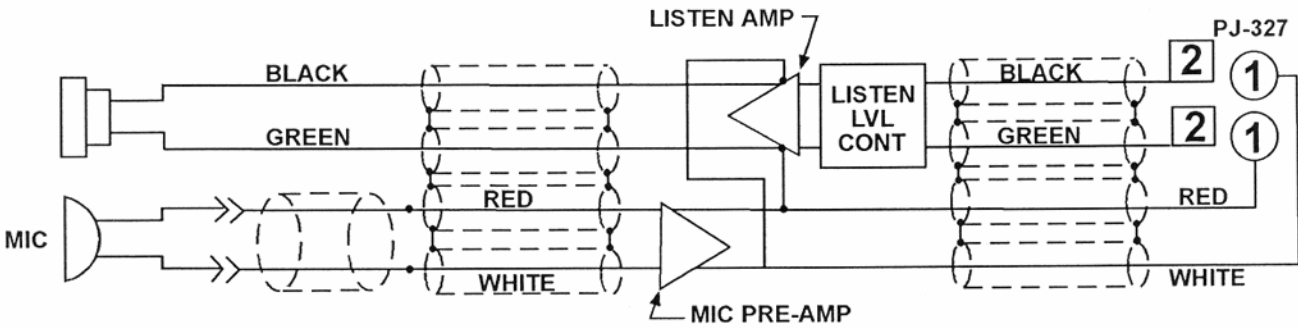 LISTEN AMP
PJ-327
BLACK
BLACK
2
1
LISTEN
LVL
CONT
GREEN
GREEN
2
1
MIC
RED
RED
WHITE
WHITE
MIC PRE-AMP